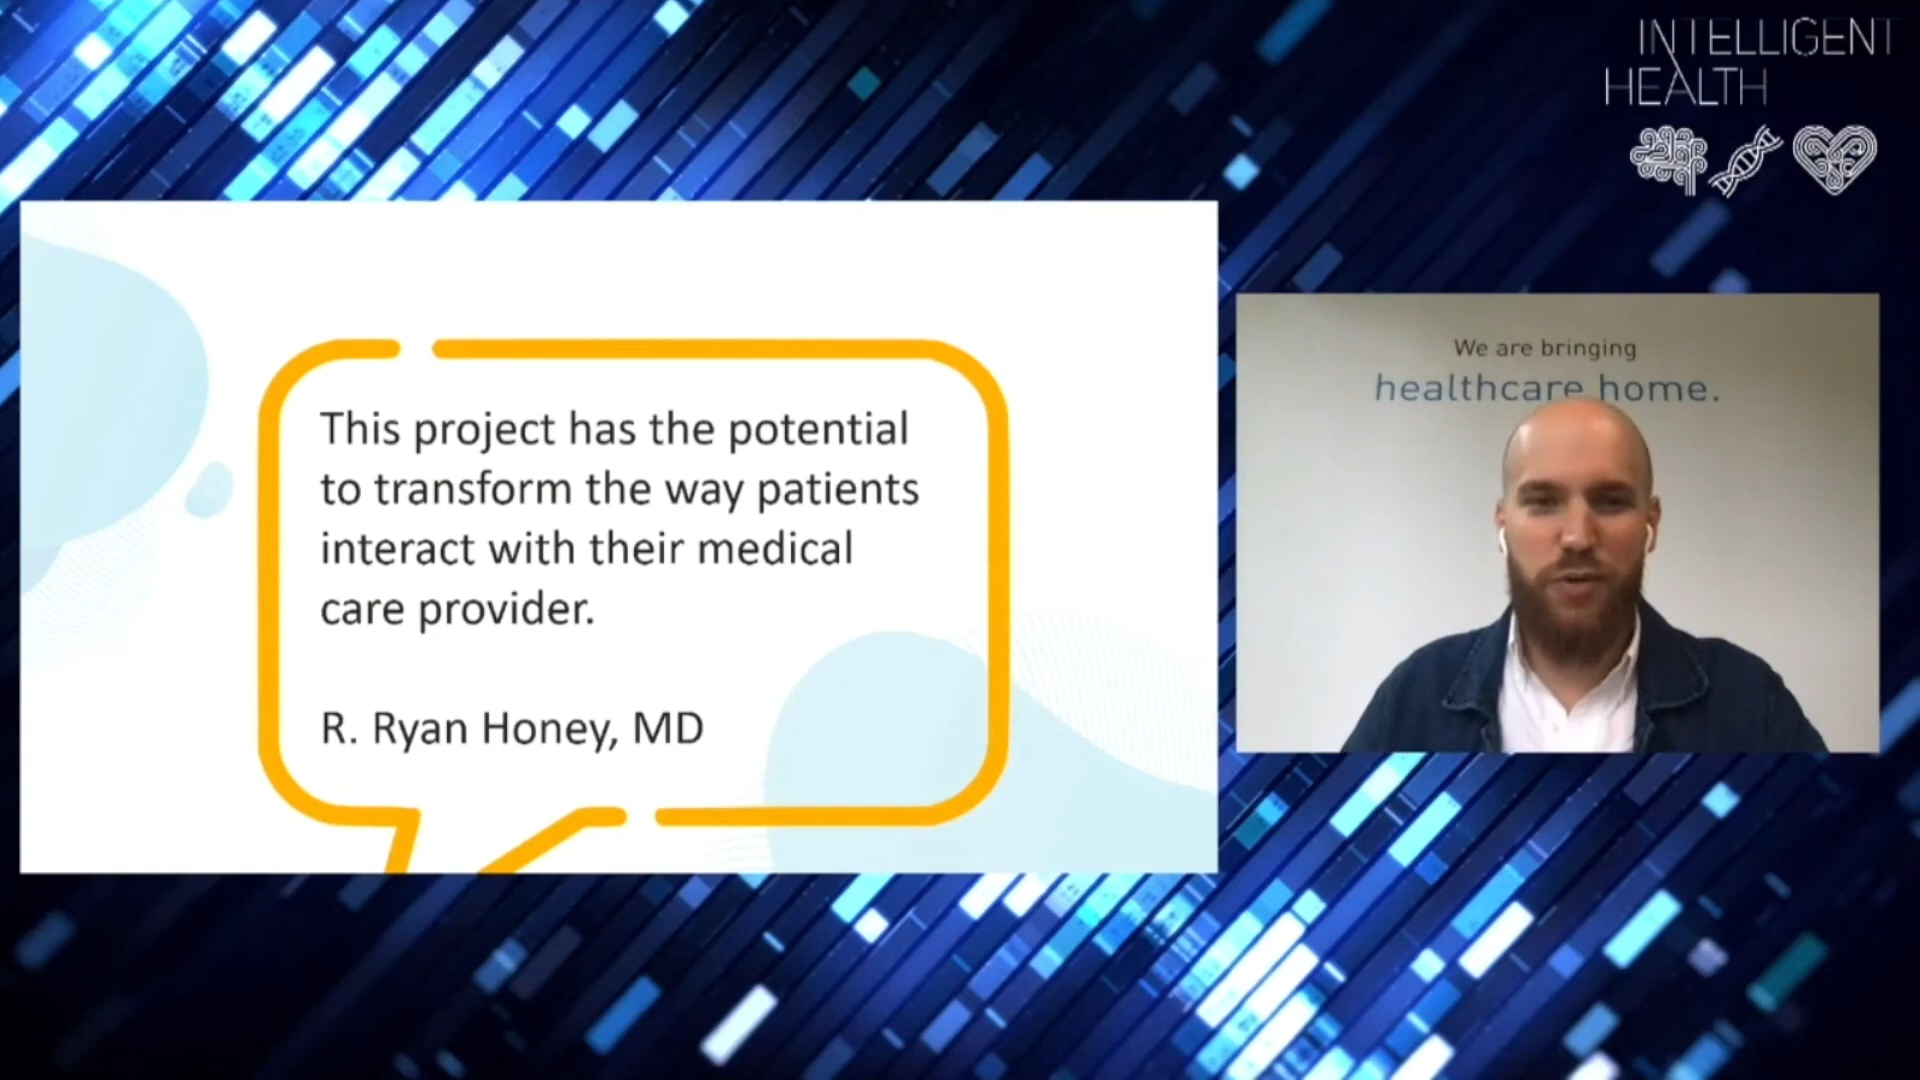 INTELLIGENT
HEALTH
This project has the potential
to transform the way patients
interact with their medical
care provider.
R. Ryan Honey, MD
We are bringing
healthcare home.